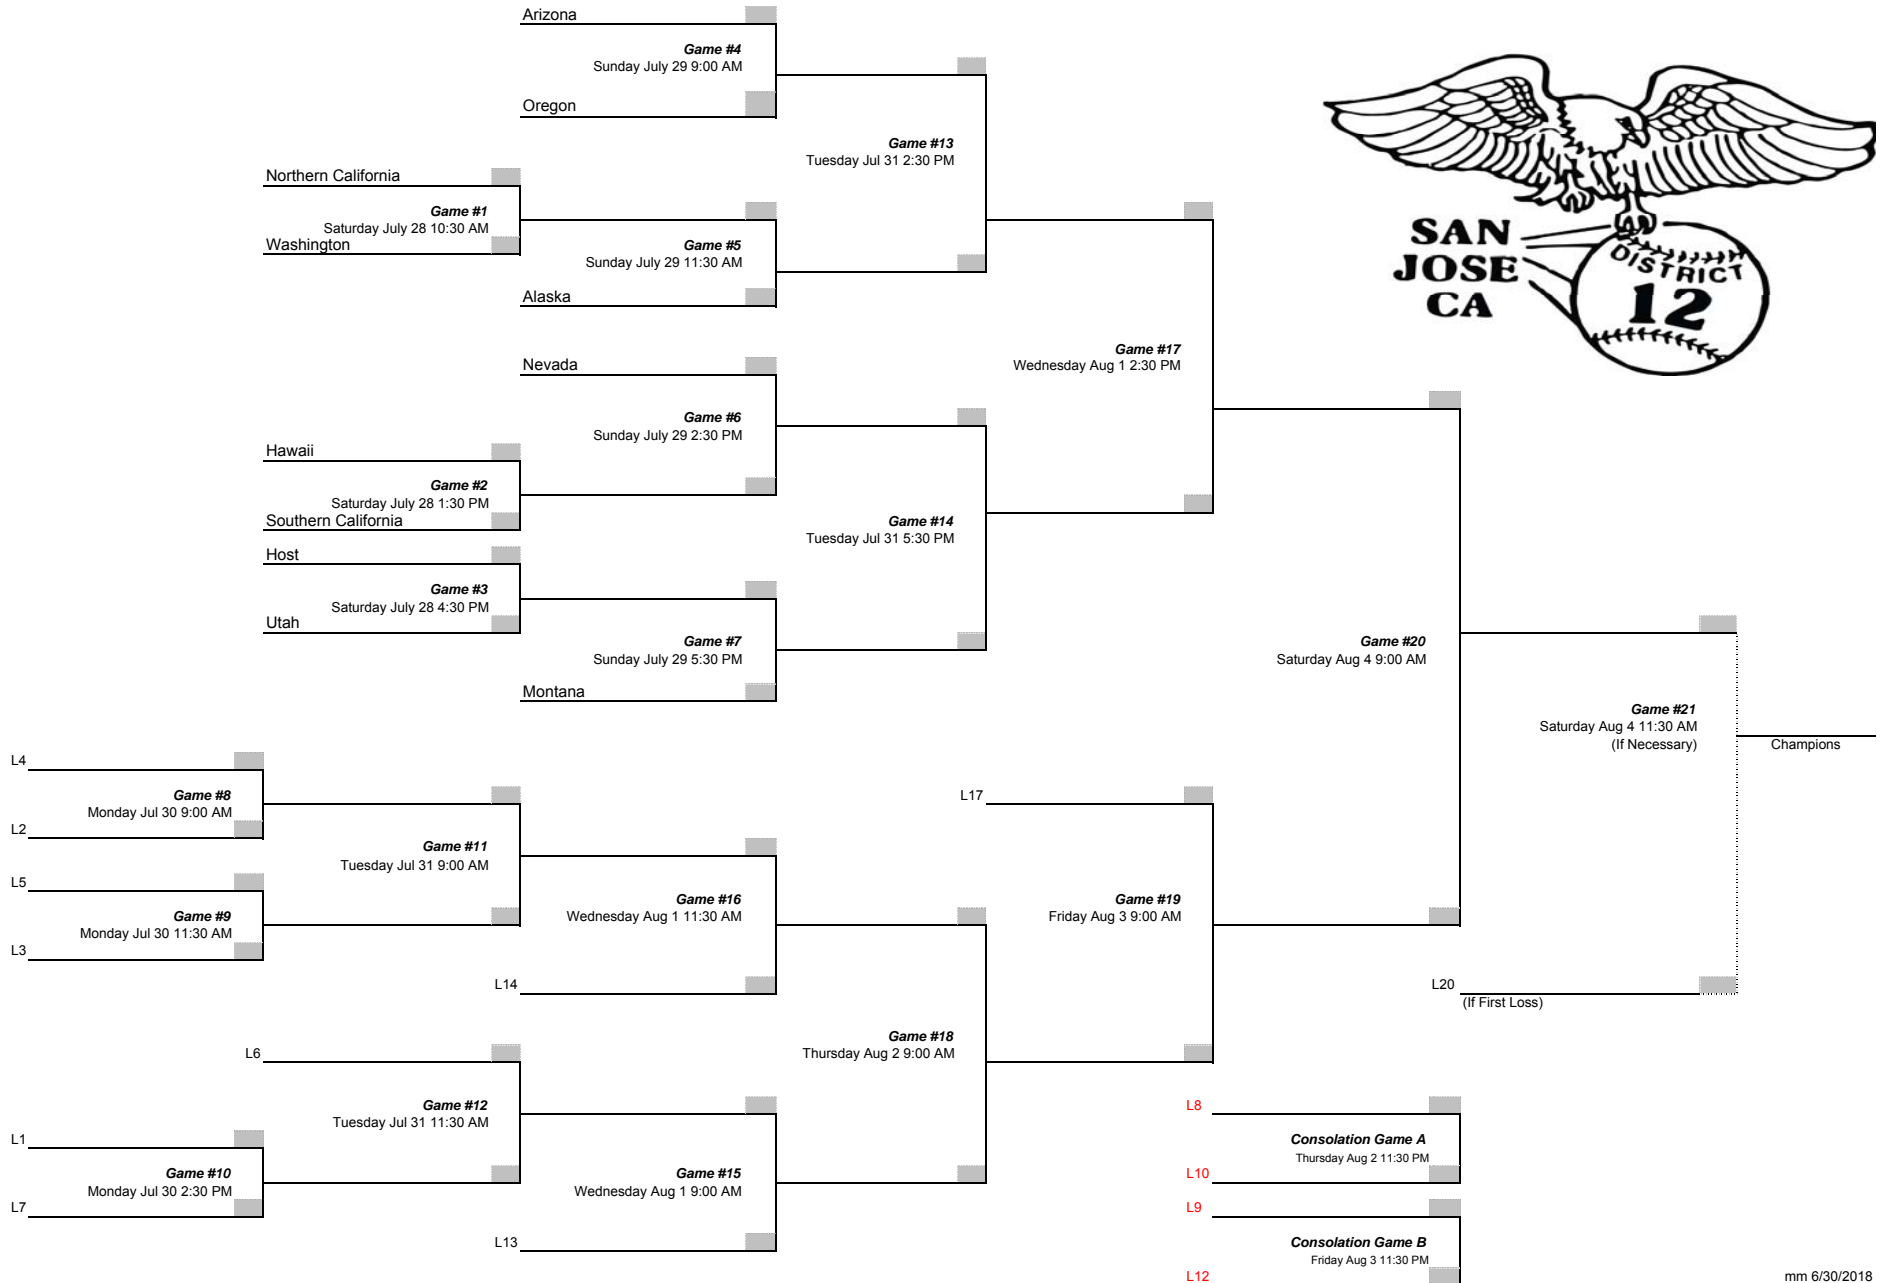 Arizona
Game #4
Sunday July 29 9:00 AM
Oregon
Game #13
Tuesday Jul 31 2:30 PM
Northern California
Game #1
Saturday July 28 10:30 AM
Washington
Game #5
Sunday July 29 11:30 AM
Alaska
SAN
JOSE
CA
DISTRICT
12
Game #17
Wednesday Aug 1 2:30 PM
Nevada
Game #6
Sunday July 29 2:30 PM
Hawaii
Game #2
Saturday July 28 1:30 PM
Southern California
Game #14
Tuesday Jul 31 5:30 PM
Host
Game #3
Saturday July 28 4:30 PM
Utah
Game #7
Sunday July 29 5:30 PM
Montana
Game #20
Saturday Aug 4 9:00 AM
Game #21
Saturday Aug 4 11:30 AM
(If Necessary)
Champions
L4
Game #8
Monday Jul 30 9:00 AM
L2
L17
Game #11
Tuesday Jul 31 9:00 AM
L5
Game #9
Monday Jul 30 11:30 AM
L3
Game #16
Wednesday Aug 1 11:30 AM
L14
Game #19
Friday Aug 3 9:00 AM
L20
(If First Loss)
Game #18
Thursday Aug 2 9:00 AM
L6
Game #12
Tuesday Jul 31 11:30 AM
L1
Game #10
Monday Jul 30 2:30 PM
L7
Game #15
Wednesday Aug 1 9:00 AM
L13
L8
Consolation Game A
Thursday Aug 2 11:30 PM
L10
L9
Consolation Game B
Friday Aug 3 11:30 PM
L12
mm 6/30/2018